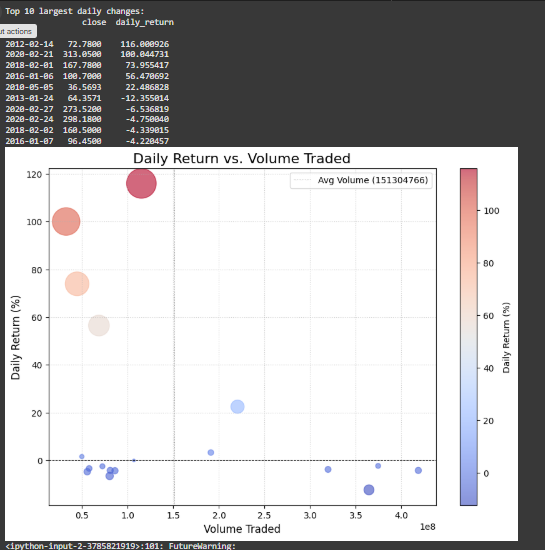 Top 10 largest daily changes:
close daily_return
ut actions
2012-02-14 72.7800 116.000926
2020-02-21 313.0500 100.044731
2018-02-01 167.7800 73.955417
2016-01-06 100.7000 56.470692
2010-05-05 36.5693 22.486828
2013-01-24 64.3571 -12.355014
2020-02-27 273.5200 -6.536819
2020-02-24 298.1800 -4.750040
2018-02-02 160.5000 -4.339015
2016-01-07 96.4500 -4.220457
Daily Return vs. Volume Traded
Avg Volume (151304766)
120
100
80
60
40
20
0
Daily Return (%)
0.5 1.0 1.5 2.0 2.5 3.0 3.5 4.0
1e8
Volume Traded
100
80
60
40
20
0
Daily Return (%)
<ipython-input-2-3785821919>:101: FutureWarning: